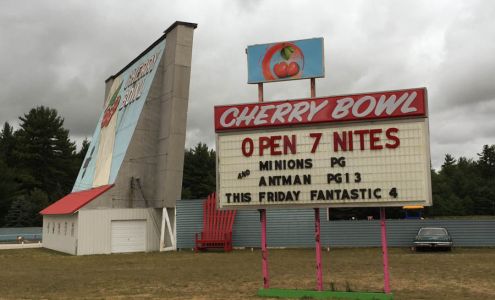 CHERRY BOWL
CHERRY BOWL
OPEN 7 NITES
MINIONS PG
AND
ANTMAN PG13
THIS FRIDAY FANTASTIC 4